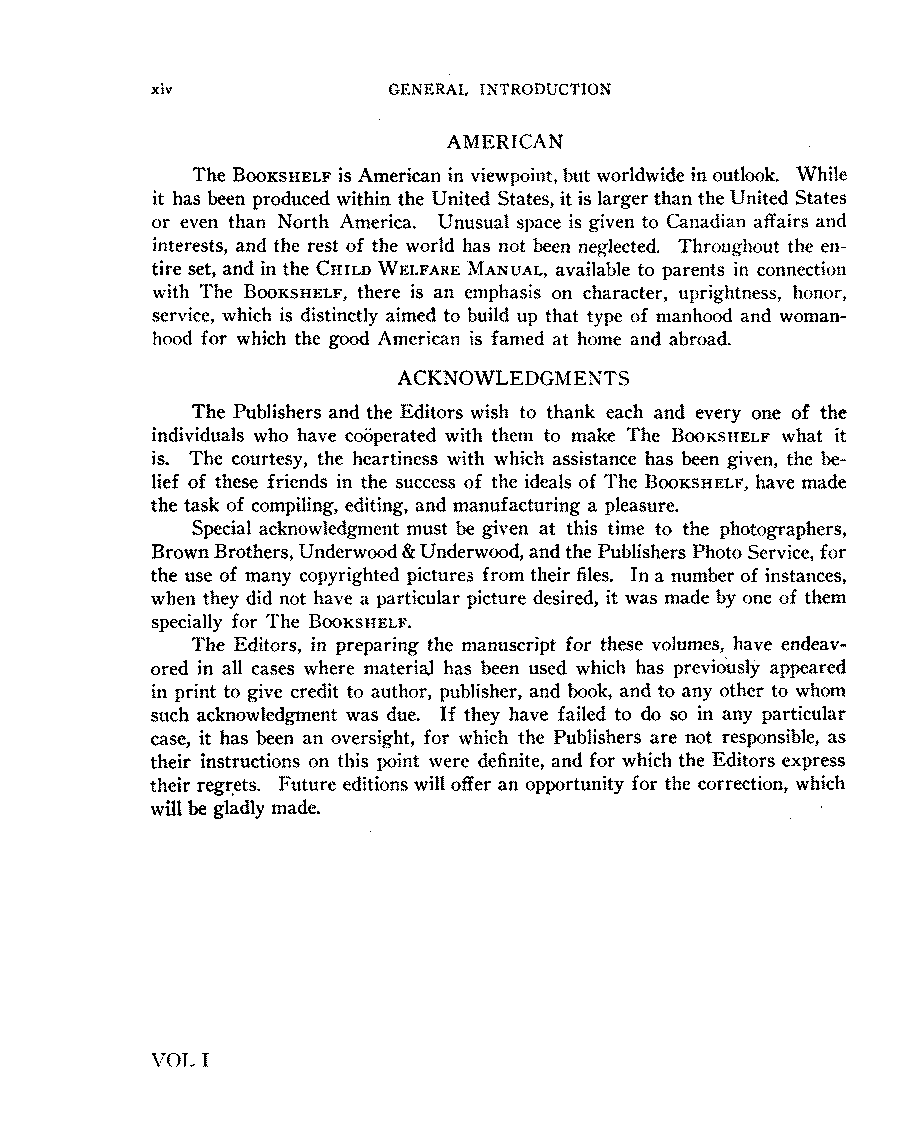 xiv GENERAL INTRODUCTION
AMERICAN
The BOOKSHELF is American in viewpoint, but worldwide in outlook. While
it has been produced within the United States, it is larger than the United States
or even than North America. Unusual space is given to Canadian affairs and
interests, and the rest of the world has not been neglected. Throughout the en-
tire set, and in the CHILD WELFARE MANUAL, available to parents in connection
with The BOOKSHELF, there is an emphasis on character, uprightness, honor,
service, which is distinctly aimed to build up that type of manhood and woman-
hood for which the good American is famed at home and abroad.
ACKNOWLEDGMENTS
The Publishers and the Editors wish to thank each and every one of the
individuals who have coöperated with them to make The BOOKSHELF what it
is. The courtesy, the heartiness with which assistance has been given, the be-
lief of these friends in the success of the ideals of The BOOKSHELF, have made
the task of compiling, editing, and manufacturing a pleasure.
Special acknowledgment must be given at this time to the photographers,
Brown Brothers, Underwood & Underwood, and the Publishers Photo Service, for
the use of many copyrighted pictures from their files. In a number of instances,
when they did not have a particular picture desired, it was made by one of them
specially for The BOOKSHELF.
The Editors, in preparing the manuscript for these volumes, have endeav-
ored in all cases where material has been used which has previously appeared
in print to give credit to author, publisher, and book, and to any other to whom
such acknowledgment was due. If they have failed to do so in any particular
case, it has been an oversight, for which the Publishers are not responsible, as
their instructions on this point were definite, and for which the Editors express
their regrets. Future editions will offer an opportunity for the correction, which
will be gladly made.
VOL I